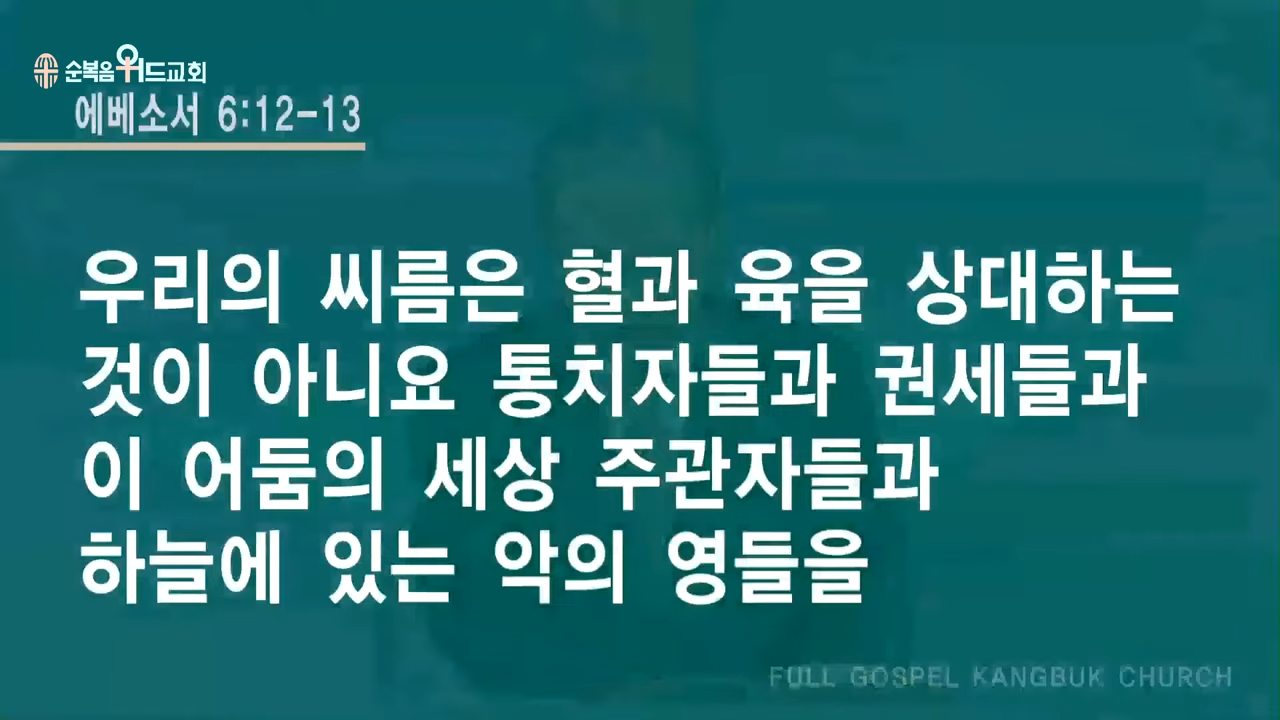 순복음워드교회
에베소서 6:12-13
우리의 씨름은 혈과 육을 상대하는
것이 아니요 통치자들과 권세들과
이 어둠의 세상 주관자들과
하늘에 있는 악의 영들을
FULL GOSPEL KANGBUK CHURCH